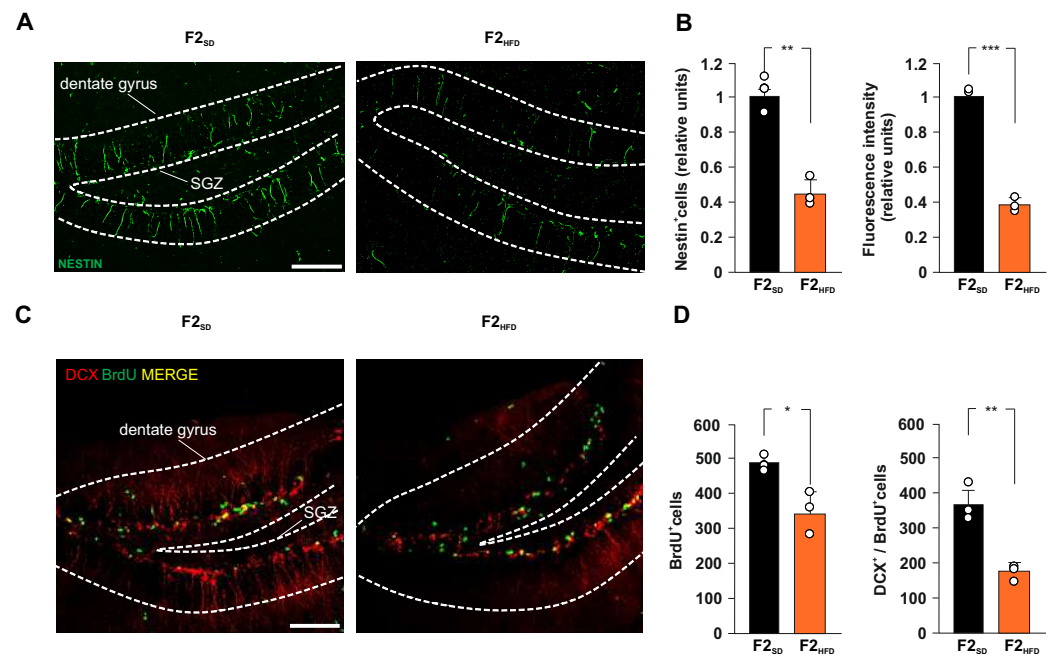 A
F2SD
F2HFD
dentate gyrus
SGZ
NESTIN
B
**
1.2
1
0.8
0.6
0.4
0.2
0
Nestin+cells (relative units)
F2SD
F2HFD
***
1.2
1
0.8
0.6
0.4
0.2
0
Fluorescence intensity
(relative units)
F2SD
F2HFD
C
F2SD
F2HFD
DCX BrdU MERGE
dentate gyrus
SGZ
D
*
600
500
400
300
200
100
0
BrdU+cells
F2SD
F2HFD
**
600
500
400
300
200
100
0
DCX+ / BrdU+cells
F2SD
F2HFD